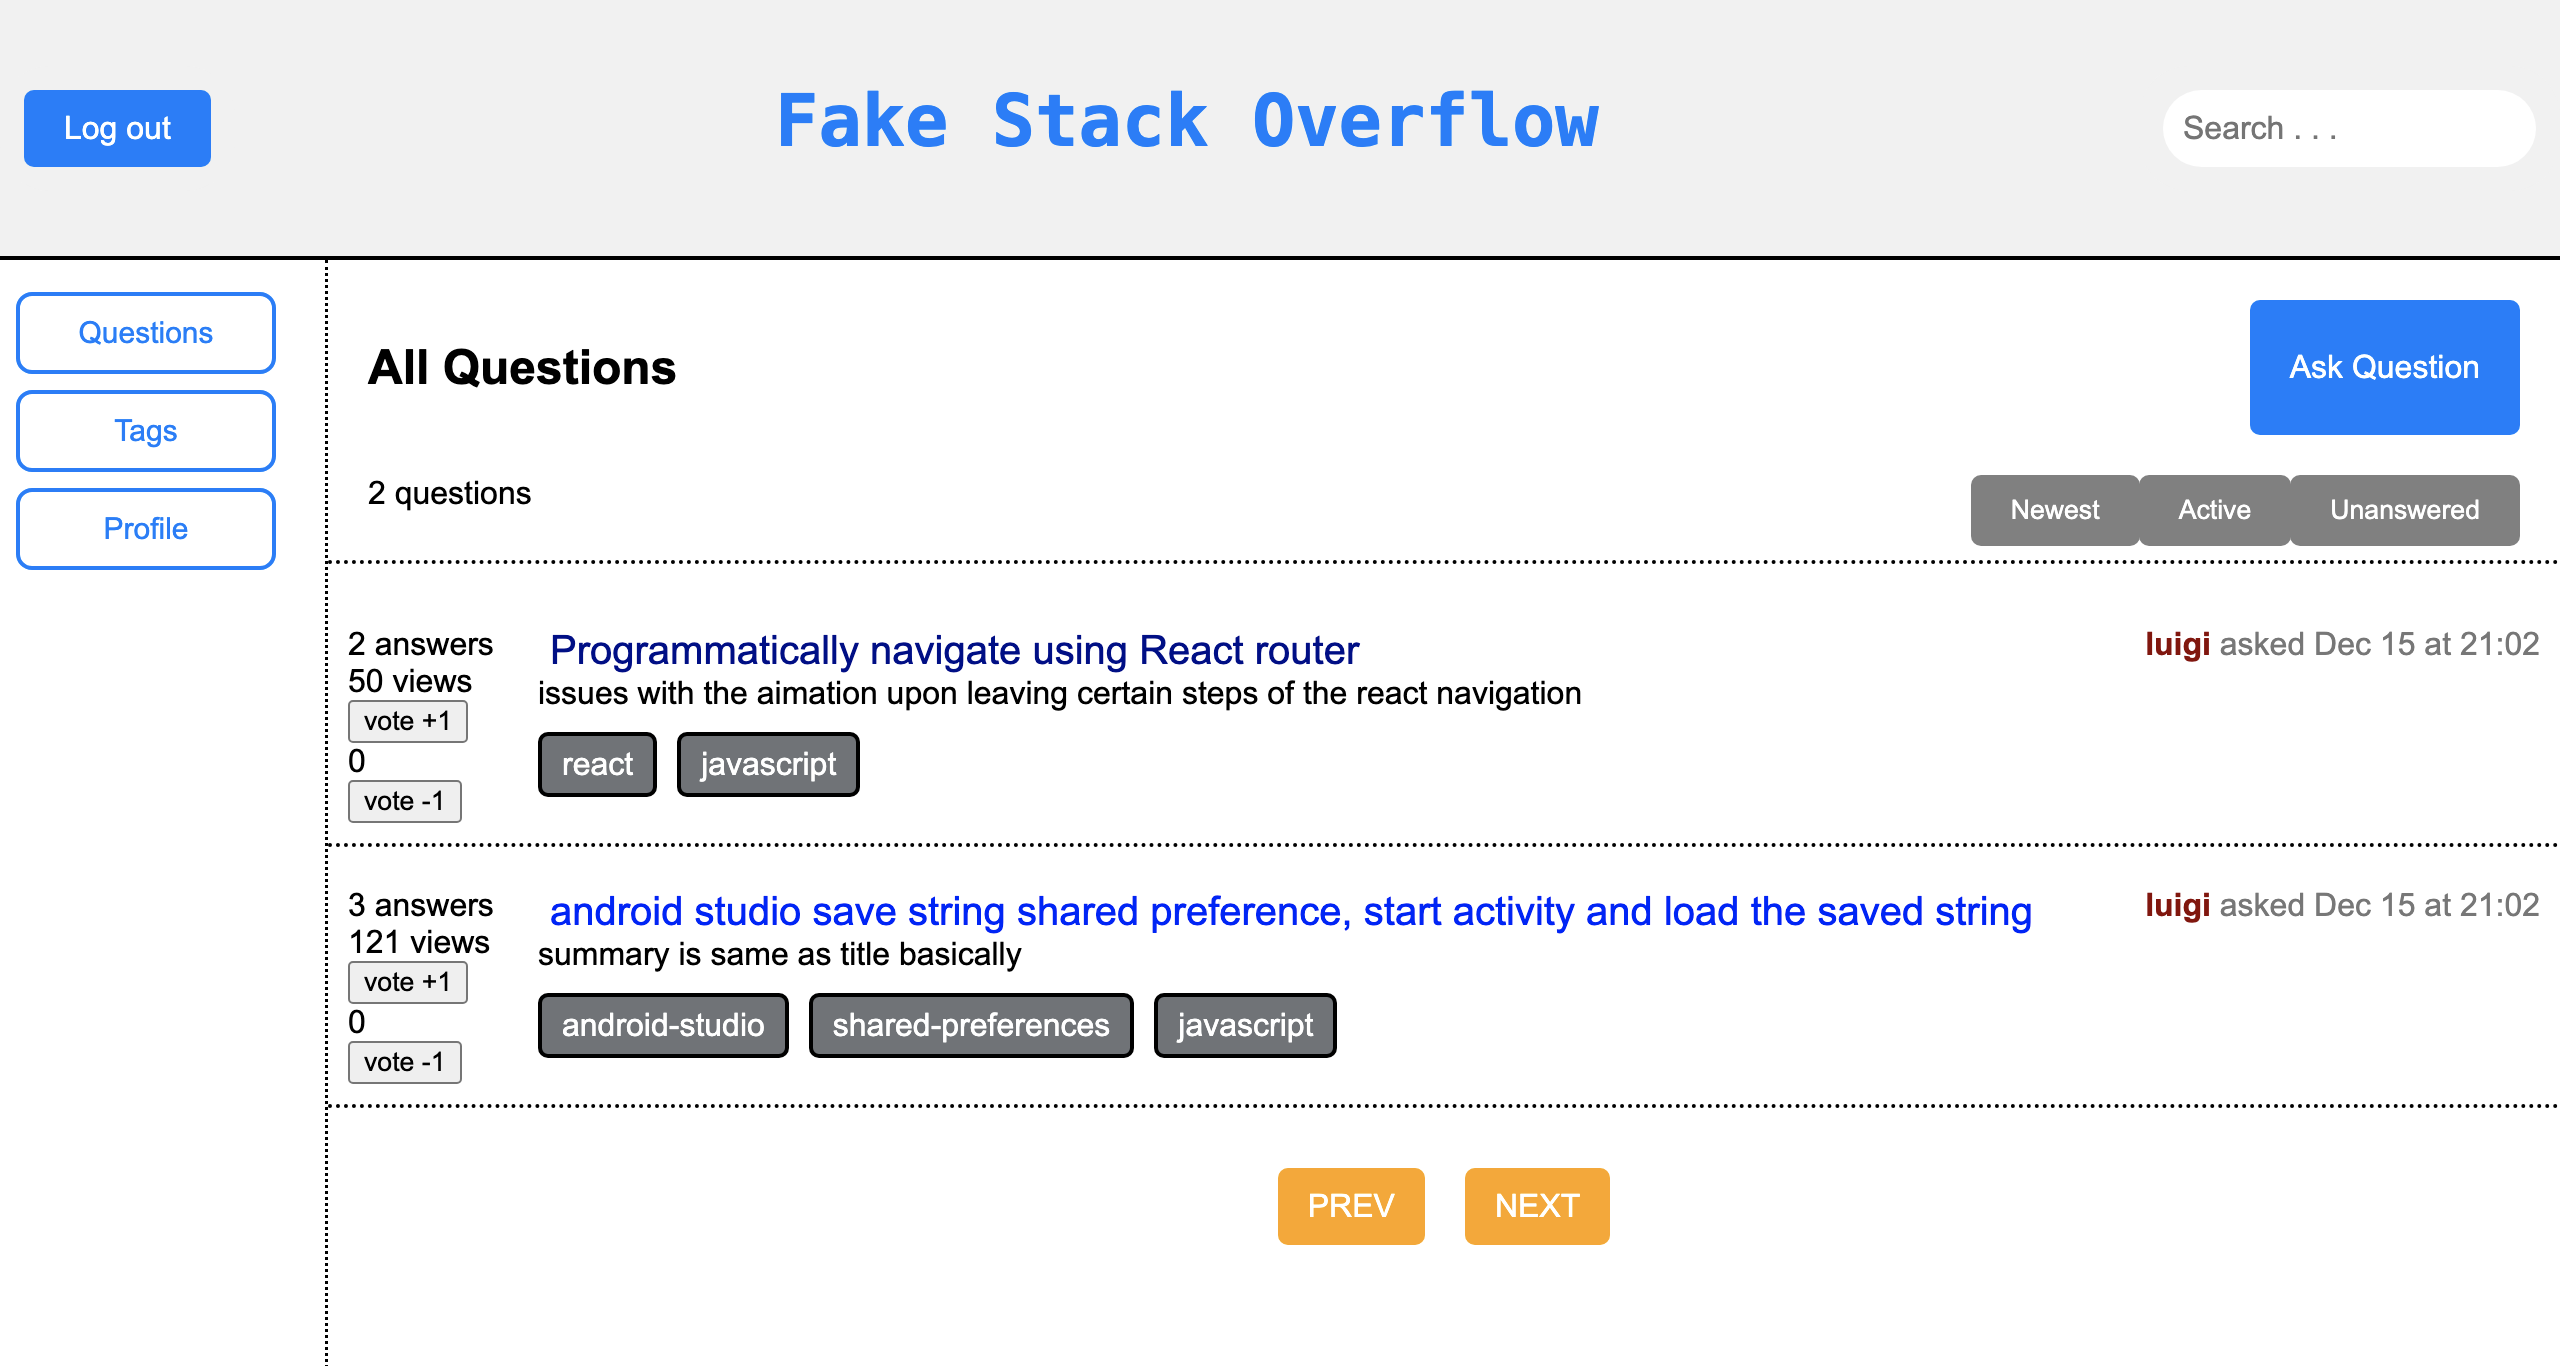 Log out
Fake Stack Overflow
Search . . .
Questions
Tags
Profile
All Questions
Ask Question
2 questions
Newest Active Unanswered
2 answers
50 views
vote +1
0
vote -1
Programmatically navigate using React router
issues with the aimation upon leaving certain steps of the react navigation
react javascript
luigi asked Dec 15 at 21:02
3 answers
121 views
vote +1
0
vote -1
android studio save string shared preference, start activity and load the saved string
summary is same as title basically
android-studio shared-preferences javascript
luigi asked Dec 15 at 21:02
PREV NEXT